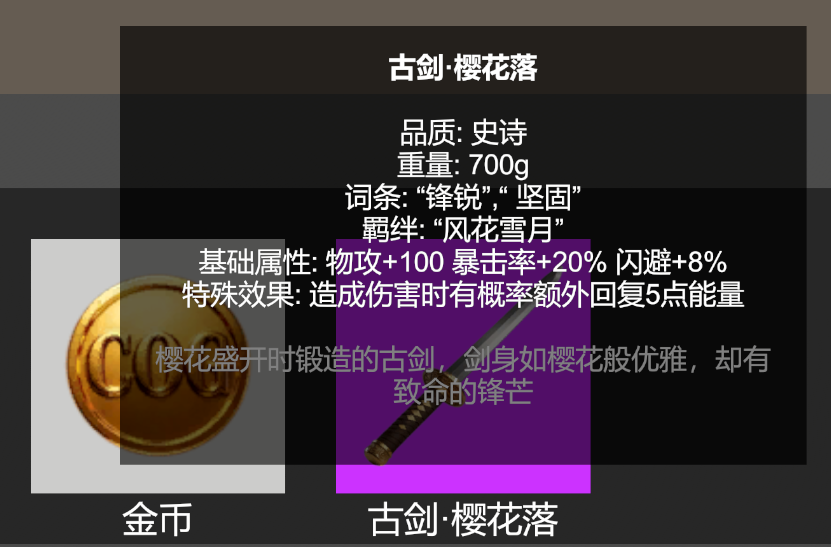 古剑·樱花落
品质: 史诗
重量: 700g
词条: “锋锐”,“ 坚固”
羁绊: “风花雪月”
基础属性: 物攻+100 暴击率+20% 闪避+8%
特殊效果: 造成伤害时有概率额外回复5点能量
樱花盛开时锻造的古剑，剑身如樱花般优雅，却有
致命的锋芒
COG
金币
古剑·樱花落